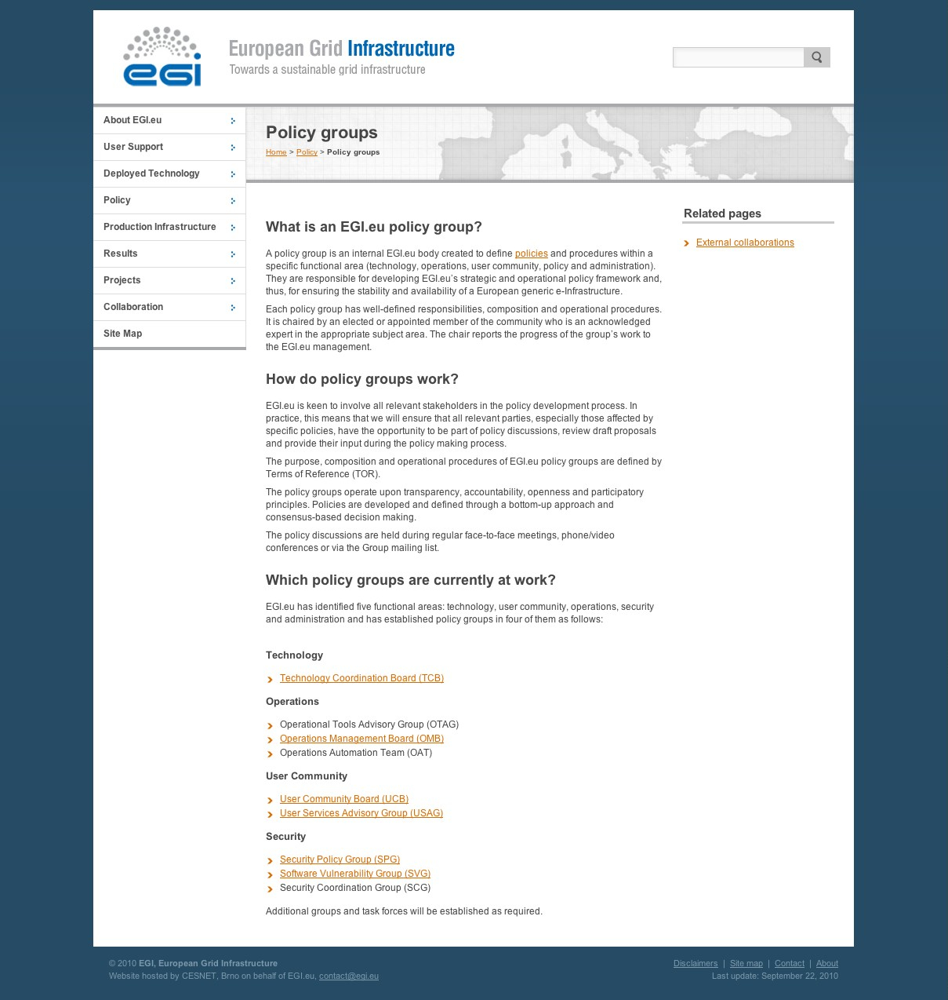 egi
European Grid Infrastructure
Towards a sustainable grid infrastructure
About EGI.eu
User Support
Deployed Technology
Policy
Production Infrastructure
Results
Projects
Collaboration
Site Map
Policy groups
Home > Policy > Policy groups
What is an EGI.eu policy group?
A policy group is an internal EGI.eu body created to define policies and procedures within a
specific functional area (technology, operations, user community, policy and administration).
They are responsible for developing EGI.eu's strategic and operational policy framework and,
thus, for ensuring the stability and availability of a European generic e-Infrastructure.
Each policy group has well-defined responsibilities, composition and operational procedures.
It is chaired by an elected or appointed member of the community who is an acknowledged
expert in the appropriate subject area. The chair reports the progress of the group's work to
the EGI.eu management.
How do policy groups work?
EGI.eu is keen to involve all relevant stakeholders in the policy development process. In
practice, this means that we will ensure that all relevant parties, especially those affected by
specific policies, have the opportunity to be part of policy discussions, review draft proposals
and provide their input during the policy making process.
The purpose, composition and operational procedures of EGI.eu policy groups are defined by
Terms of Reference (TOR).
The policy groups operate upon transparency, accountability, openness and participatory
principles. Policies are developed and defined through a bottom-up approach and
consensus-based decision making.
The policy discussions are held during regular face-to-face meetings, phone/video
conferences or via the Group mailing list.
Which policy groups are currently at work?
EGI.eu has identified five functional areas: technology, user community, operations, security
and administration and has established policy groups in four of them as follows:
Technology
Technology Coordination Board (TCB)
Operations
Operational Tools Advisory Group (OTAG)
Operations Management Board (OMB)
Operations Automation Team (OAT)
User Community
User Community Board (UCB)
User Services Advisory Group (USAG)
Security
Security Policy Group (SPG)
Software Vulnerability Group (SVG)
Security Coordination Group (SCG)
Additional groups and task forces will be established as required.
Related pages
External collaborations
© 2010 EGI, European Grid Infrastructure
Website hosted by CESNET, Brno on behalf of EGI.eu, contact@egi.eu
Disclaimers | Site map | Contact | About
Last update: September 22, 2010